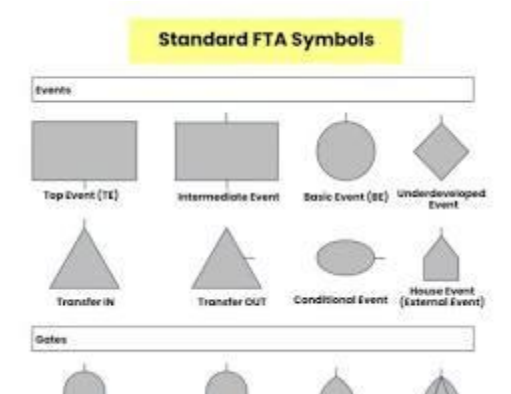 Standard FTA Symbols
Events
Top Event (TE)
Intermediate Event
Basic Event (BE)
Underdeveloped
Event
Transfer IN
Transfer OUT
Conditional Event
House Event
(External Event)
Gates